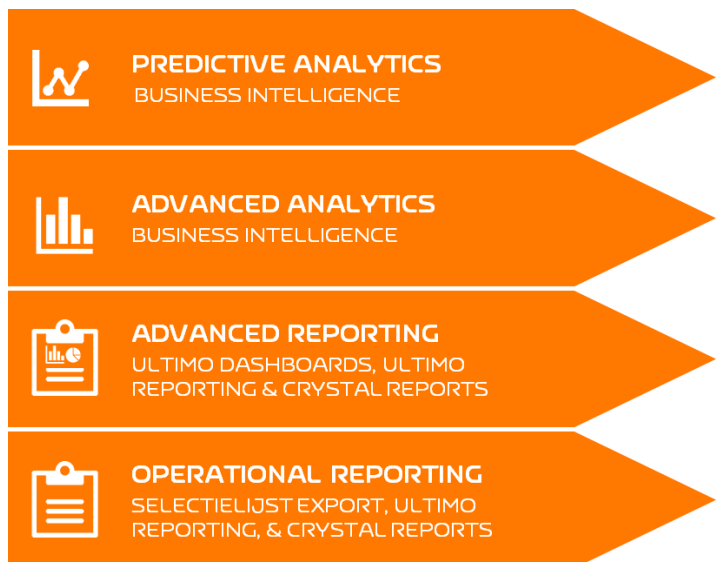 PREDICTIVE ANALYTICS
BUSINESS INTELLIGENCE
ADVANCED ANALYTICS
BUSINESS INTELLIGENCE
ADVANCED REPORTING
ULTIMO DASHBOARDS, ULTIMO
REPORTING & CRYSTAL REPORTS
OPERATIONAL REPORTING
SELECTIELIJST EXPORT, ULTIMO
REPORTING, & CRYSTAL REPORTS